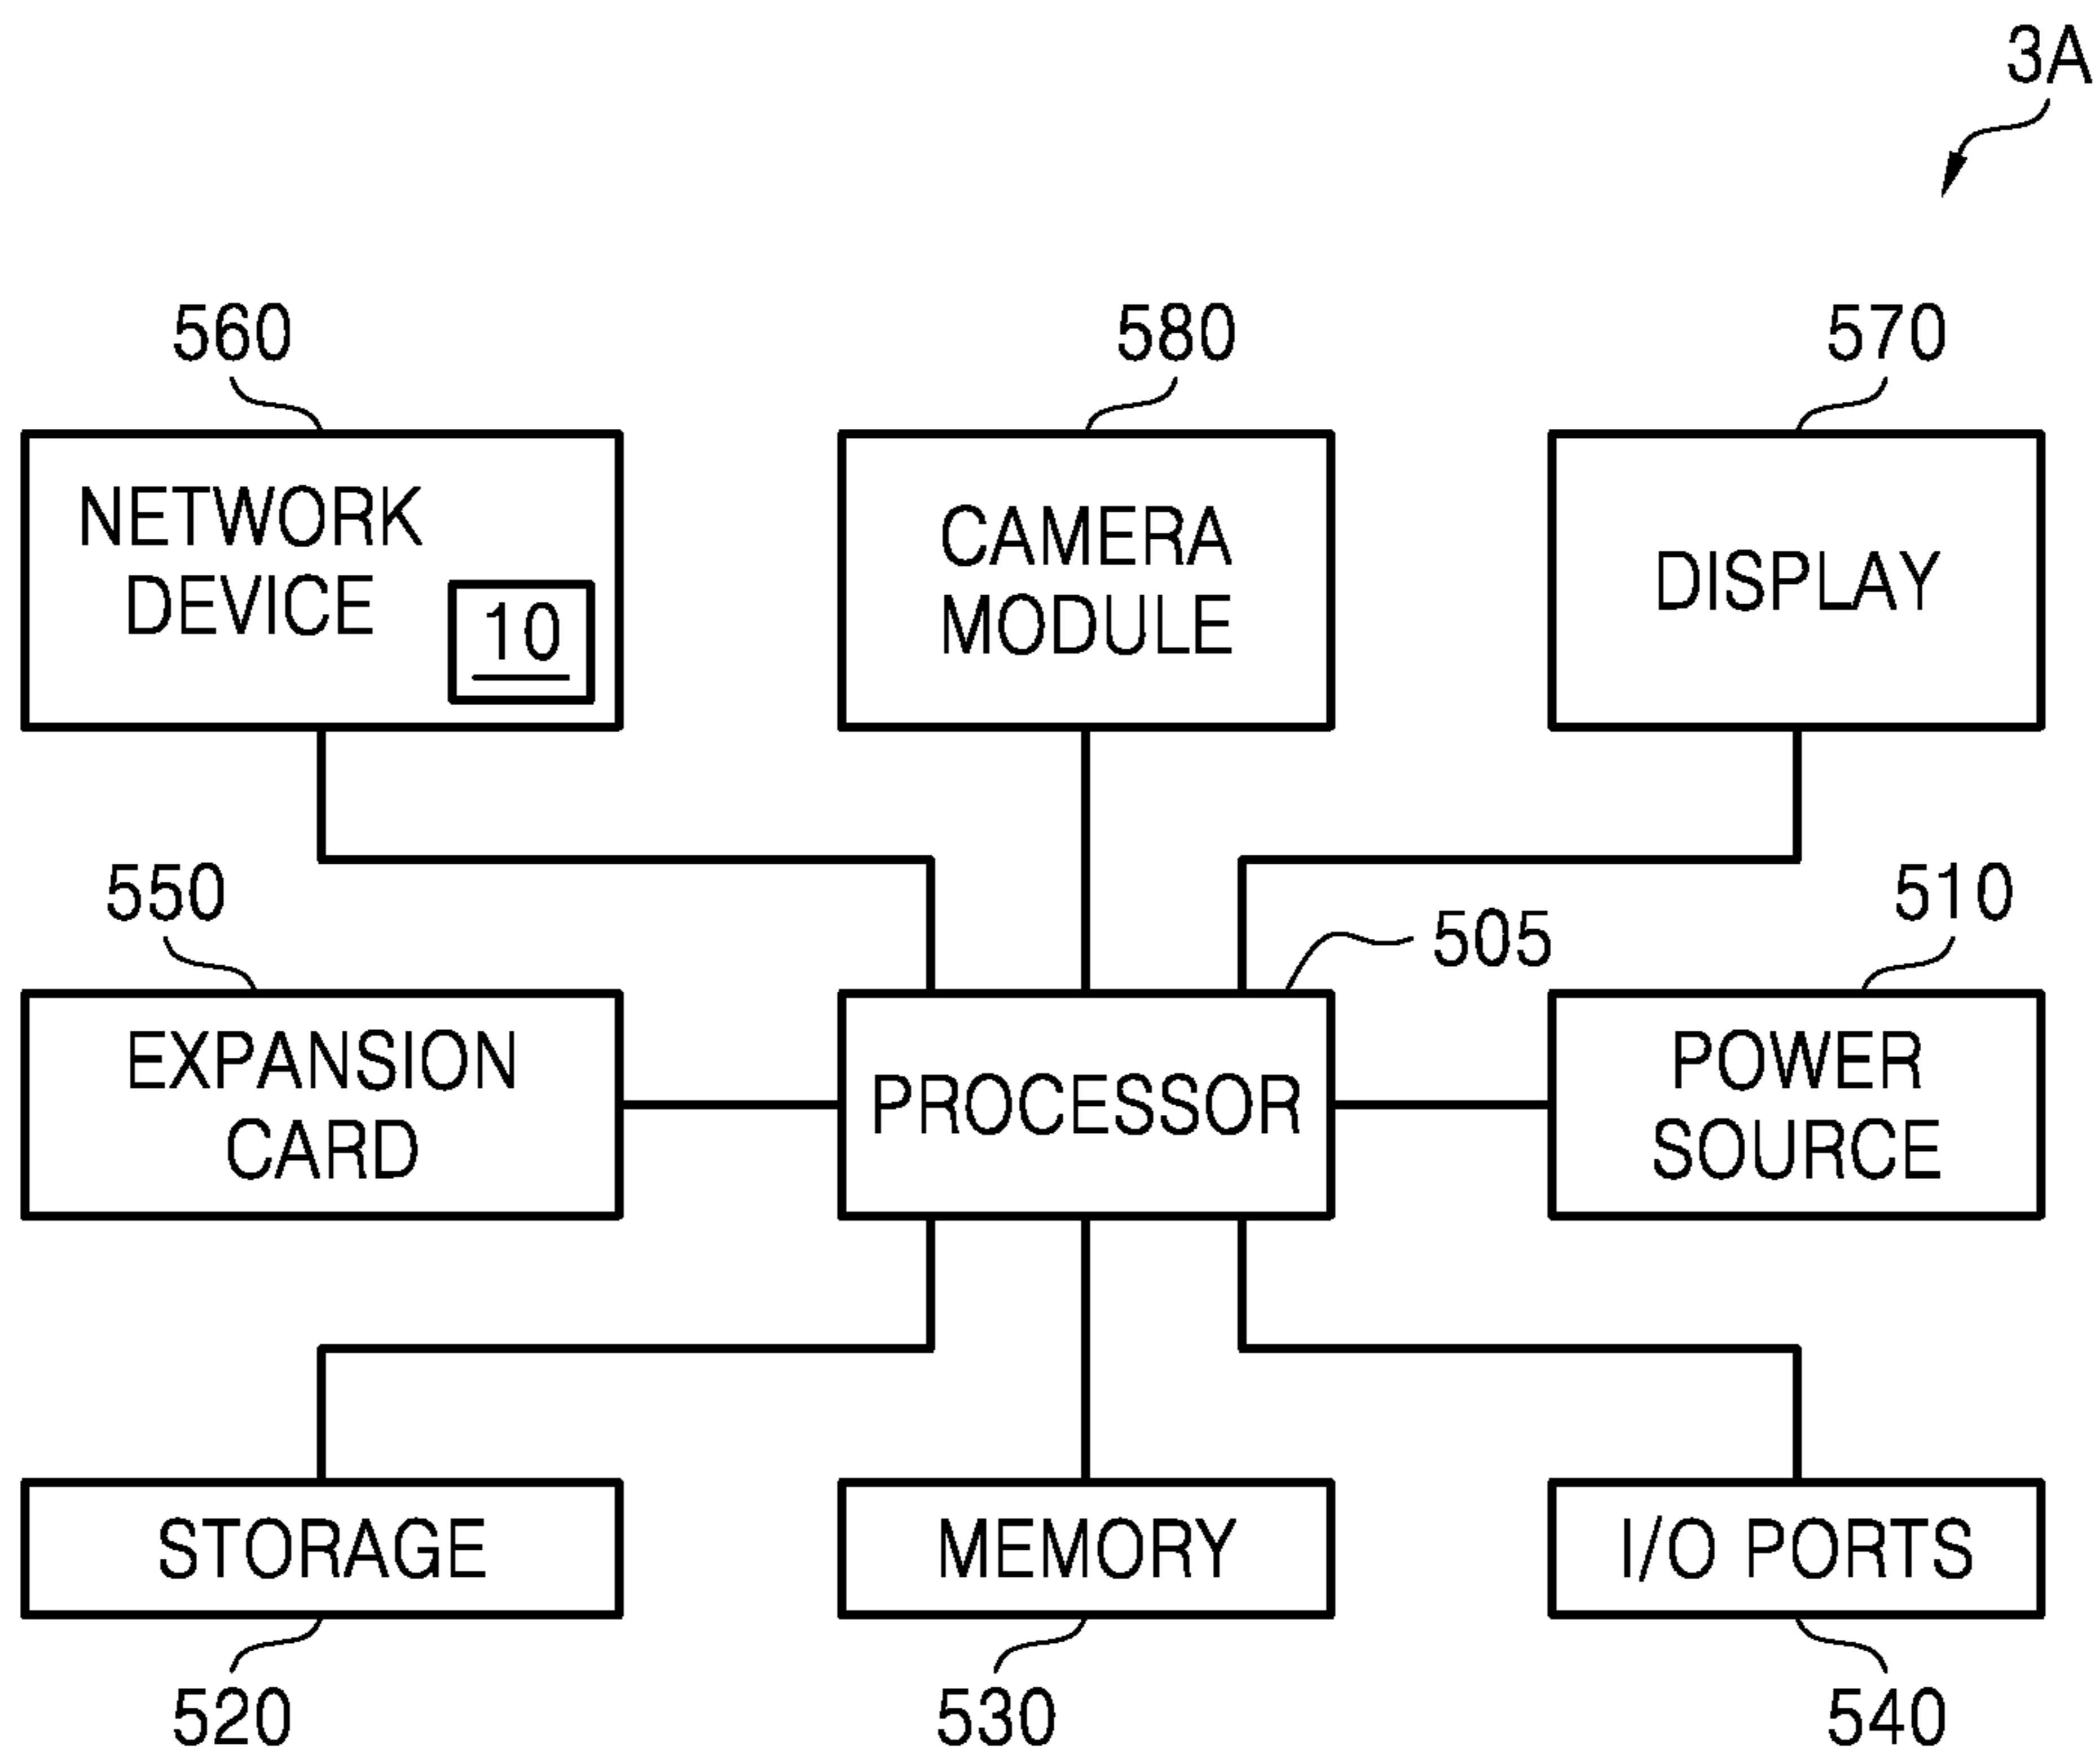 3A
560
580
570
NETWORK
DEVICE
10
CAMERA
MODULE
DISPLAY
550
505
510
EXPANSION
CARD
PROCESSOR
POWER
SOURCE
STORAGE
MEMORY
I/O PORTS
520
530
540